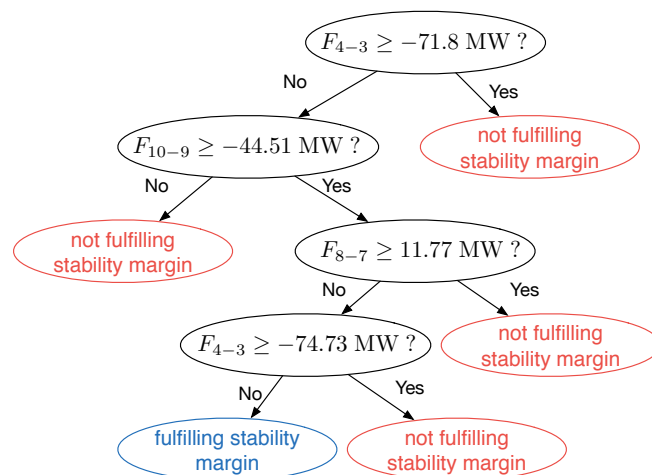 F₄₋₃ ≥ −71.8 MW ?
No
Yes
F₁₀₋₉ ≥ −44.51 MW ?
not fulfilling
stability margin
No
Yes
not fulfilling
stability margin
F₈₋₇ ≥ 11.77 MW ?
No
Yes
F₄₋₃ ≥ −74.73 MW ?
not fulfilling
stability margin
No
Yes
fulfilling stability
margin
not fulfilling
stability margin